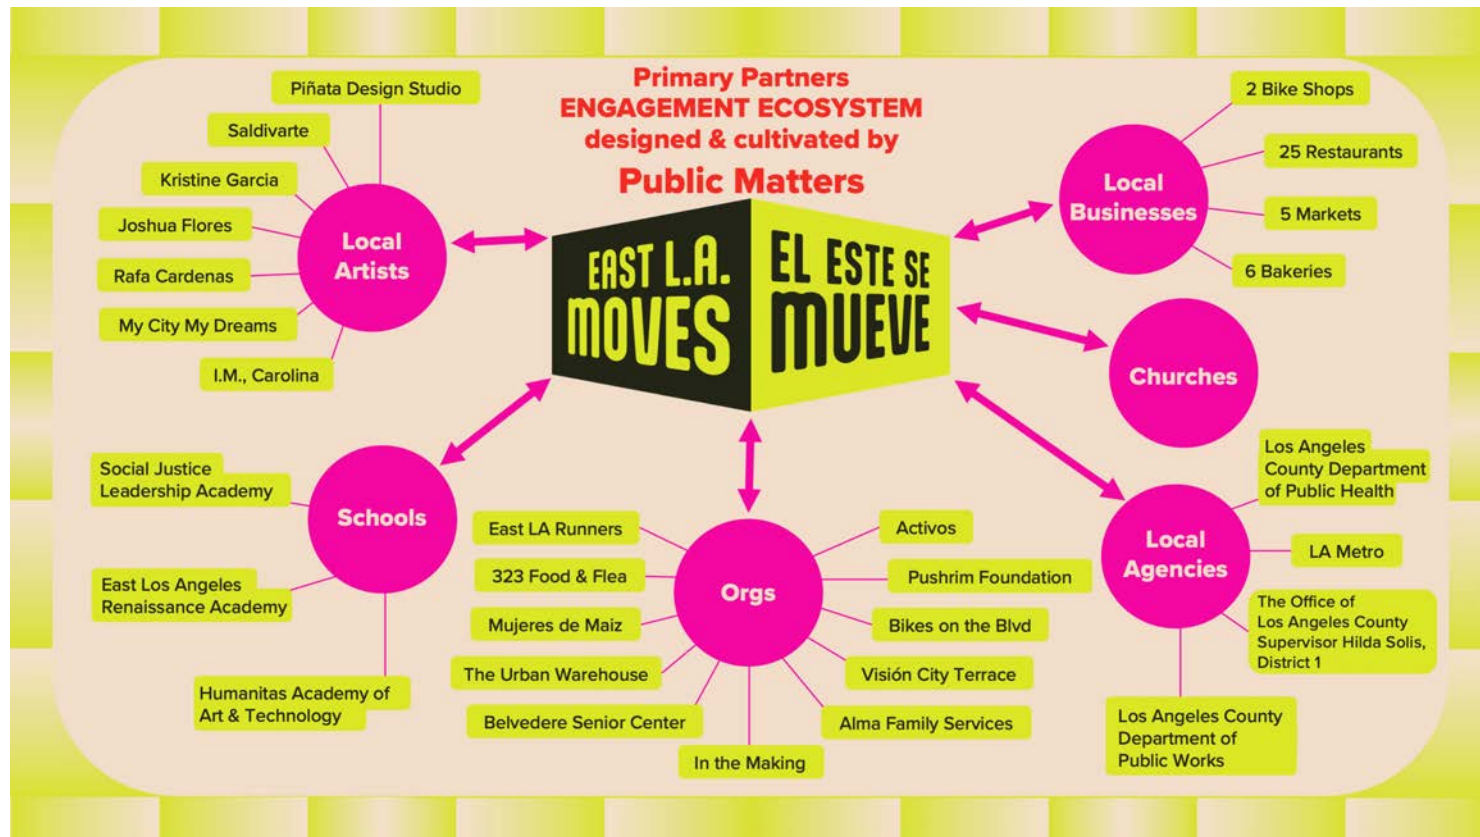 Primary Partners
ENGAGEMENT ECOSYSTEM
designed & cultivated by
Public Matters
EAST L.A.
MOVES
EL ESTE SE
MUEVE
Local
Artists
Piñata Design Studio
Saldivarte
Kristine Garcia
Joshua Flores
Rafa Cardenas
My City My Dreams
I.M., Carolina
Local
Businesses
2 Bike Shops
25 Restaurants
5 Markets
6 Bakeries
Churches
Schools
Social Justice
Leadership Academy
East Los Angeles
Renaissance Academy
Humanitas Academy of
Art & Technology
Orgs
East LA Runners
323 Food & Flea
Mujeres de Maiz
The Urban Warehouse
Belvedere Senior Center
In the Making
Activos
Pushrim Foundation
Bikes on the Blvd
Visión City Terrace
Alma Family Services
Local
Agencies
Los Angeles
County Department
of Public Health
LA Metro
The Office of
Los Angeles County
Supervisor Hilda Solis,
District 1
Los Angeles County
Department of
Public Works